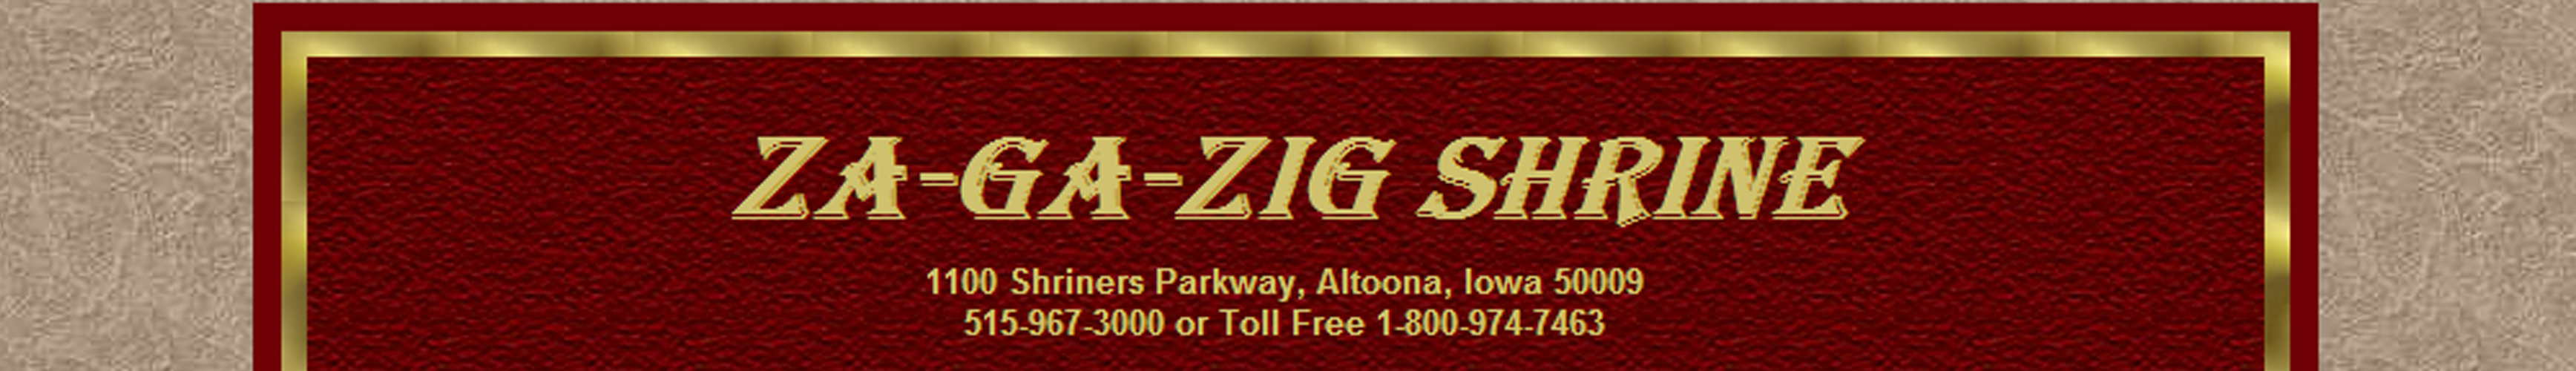 ZA-GA-ZIG SHRINE
1100 Shriners Parkway, Altoona, Iowa 50009
515-967-3000 or Toll Free 1-800-974-7463